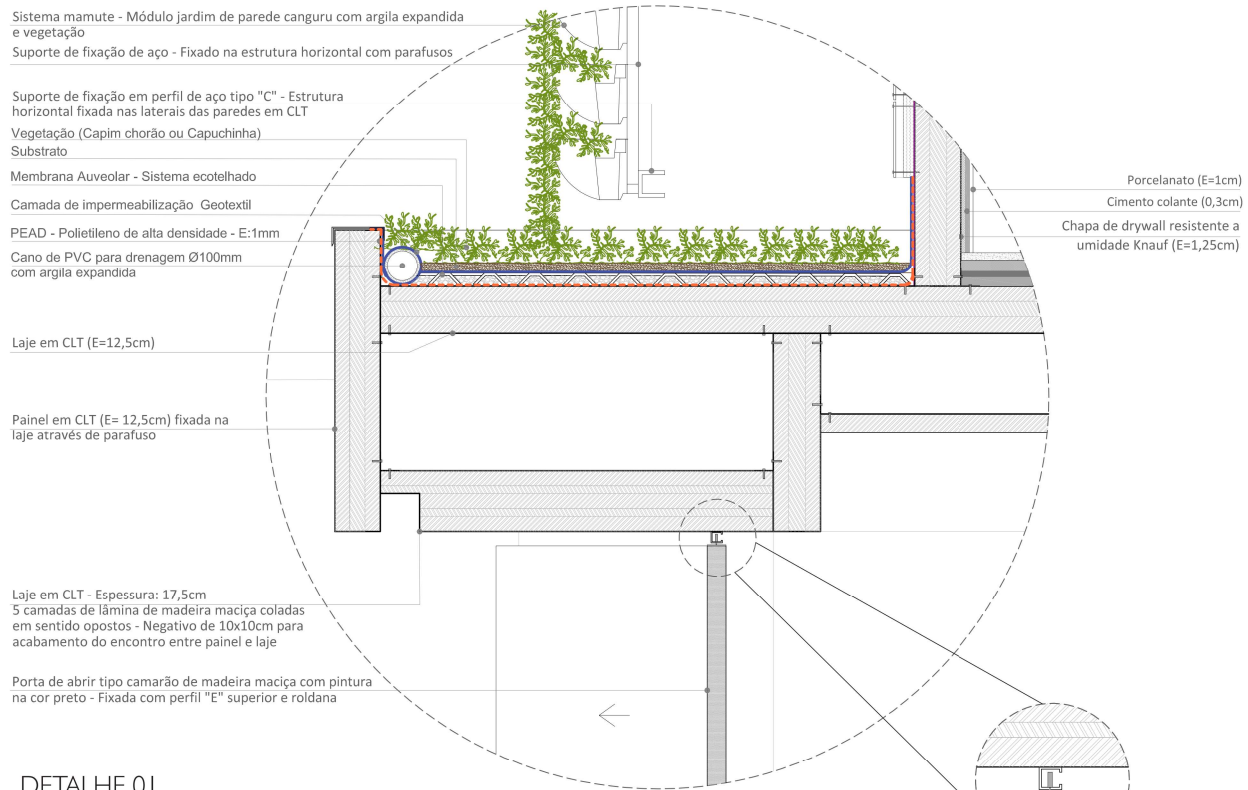 Sistema mamute - Módulo jardim de parede canguru com argila expandida
e vegetação
Suporte de fixação de aço - Fixado na estrutura horizontal com parafusos
Suporte de fixação em perfil de aço tipo "C" - Estrutura
horizontal fixada nas laterais das paredes em CLT
Vegetação (Capim chorão ou Capuchinha)
Substrato
Membrana Auveolar - Sistema ecotelhado
Camada de impermeabilização Geotextil
PEAD - Polietileno de alta densidade - E:1mm
Cano de PVC para drenagem Ø100mm
com argila expandida
Laje em CLT (E=12,5cm)
Painel em CLT (E= 12,5cm) fixada na
laje através de parafuso
Laje em CLT - Espessura: 17,5cm
5 camadas de lâmina de madeira maciça coladas
em sentido opostos - Negativo de 10x10cm para
acabamento do encontro entre painel e laje
Porta de abrir tipo camarão de madeira maciça com pintura
na cor preto - Fixada com perfil "E" superior e roldana
Porcelanato (E=1cm)
Cimento colante (0,3cm)
Chapa de drywall resistente a
umidade Knauf (E=1,25cm)
DETALHE 01